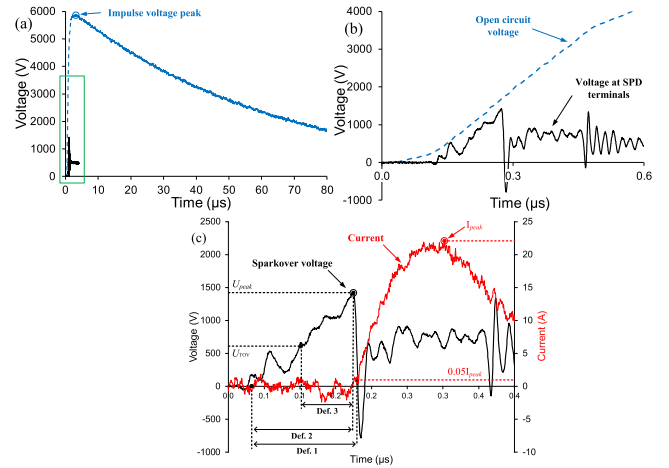 (a)
Impulse voltage peak
Voltage (V)
6000
5000
4000
3000
2000
1000
0
0
10
20
30
40
50
60
70
80
Time (µs)
(b)
Open circuit
voltage
Voltage at SPD
terminals
Voltage (V)
4000
3000
2000
1000
0
-1000
0.0
0.3
0.6
Time (µs)
(c)
Sparkover voltage
Current
Ipeak
Upeak
UTOV
0.05Ipeak
Voltage (V)
2500
2000
1500
1000
500
0
-500
-1000
Current (A)
25
20
15
10
5
0
-5
-10
0.0
0.1
0.1
0.2
0.2
0.3
0.3
0.4
Def. 3
Def. 2
Def. 1
Time (µs)